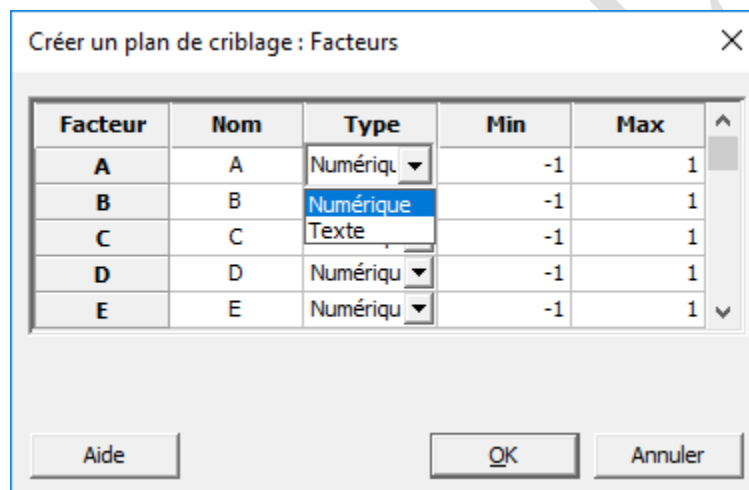 Créer un plan de criblage : Facteurs
Facteur Nom Type Min Max
A A Numériqu -1 1
B B Numérique -1 1
C C Texte -1 1
D D Numériqu -1 1
E E Numériqu -1 1
Aide OK Annuler